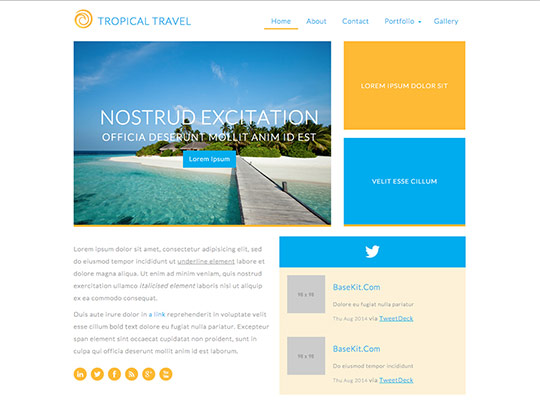 TROPICAL TRAVEL
Home About Contact Portfolio Gallery
NOSTRUD EXCITATION
OFFICIA DESERUNT MOLLIT ANIM ID EST
Lorem Ipsum
LOREM IPSUM DOLOR SIT
VELIT ESSE CILLUM
Lorem ipsum dolor sit amet, consectetur adipisicing elit, sed
do eiusmod tempor incididunt ut underline element ut labore et
dolore magna aliqua. Ut enim ad minim veniam, quis nostrud
exercitation ullamco italicised element laboris nisi ut aliquip
ex ea commodo consequat.
Duis aute irure dolor in a link reprehenderit in voluptate velit
esse cillum bold text dolore eu fugiat nulla pariatur. Excepteur
span element sint occaecat cupidatat non proident, sunt in
culpa qui officia deserunt mollit anim id est laborum.
98 x 98
BaseKit.Com
Dolore eu fugiat nulla pariatur
Thu Aug 2014 via TweetDeck
98 x 98
BaseKit.Com
Do eiusmod tempor incididunt
Thu Aug 2014 via TweetDeck